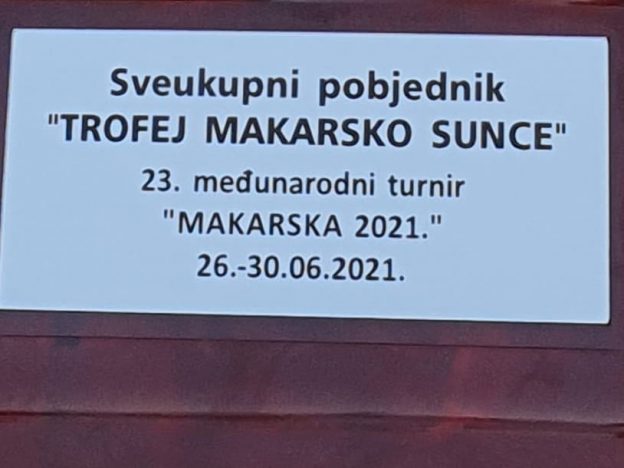 Sveukupni pobjednik
"TROFEJ MAKARSKO SUNCE"
23. međunarodni turnir
"MAKARSKA 2021."
26.-30.06.2021.